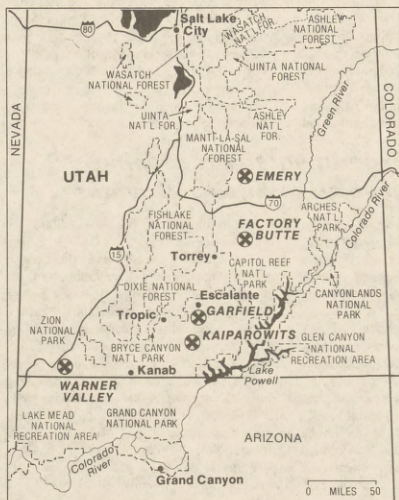 80
Salt Lake
City
WASATCH
NAT'L FOR.
ASHLEY
NATIONAL
FOREST
WASATCH
NATIONAL FOREST
UINTA NATIONAL
FOREST
UINTA
NAT'L FOR.
ASHLEY
NAT'L
FOR.
MANTI-LA-SAL
NATIONAL
FOREST
Green River
NEVADA
COLORADO
UTAH
EMERY
70
FISHLAKE
NATIONAL
FOREST
FACTORY
BUTTE
ARCHES
NAT'L
PARK
Colorado River
15
Torrey
CAPITOL REEF
NAT'L
PARK
DIXIE NATIONAL
FOREST
Escalante
GARFIELD
CANYONLANDS
NATIONAL
PARK
ZION
NATIONAL
PARK
Tropic
KAIPAROWITS
BRYCE CANYON
NAT'L PARK
GLEN CANYON
NATIONAL
RECREATION AREA
Kanab
Lake
Powell
WARNER
VALLEY
LAKE MEAD
NATIONAL
RECREATION AREA
GRAND CANYON
NATIONAL PARK
ARIZONA
Colorado
River
Grand Canyon
0 MILES 50